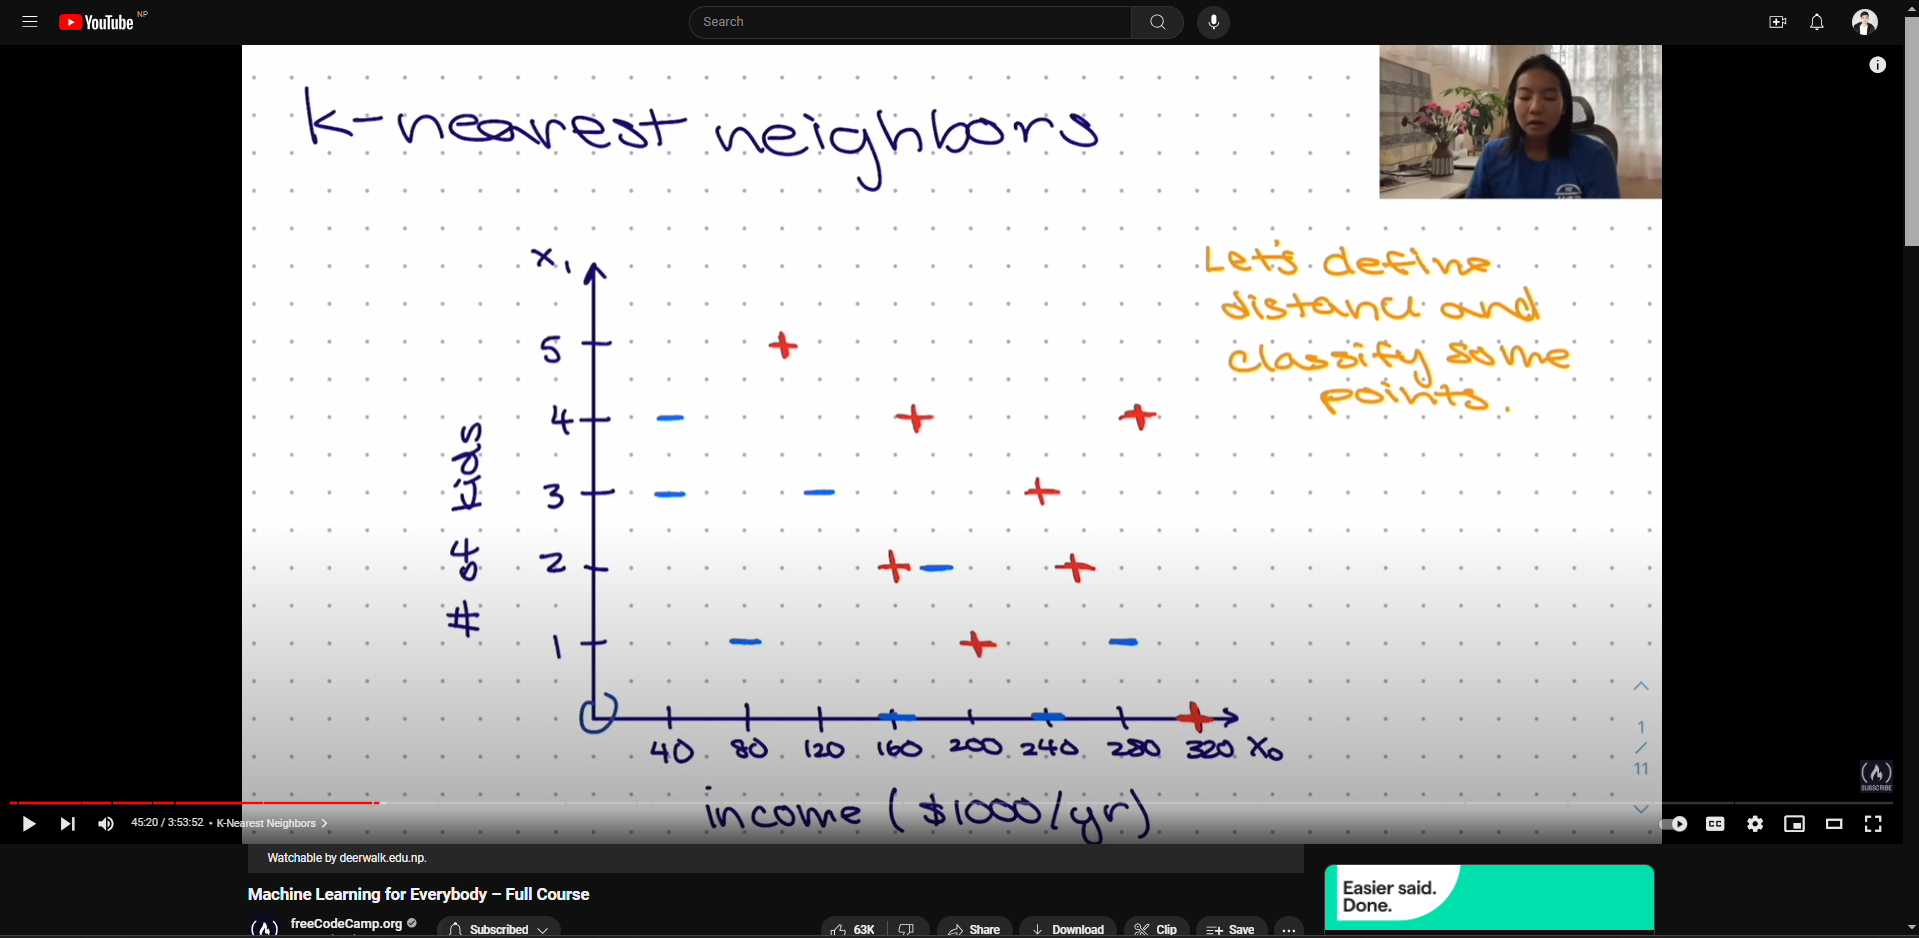 YouTube NP
Search
k-nearest neighbors
Let's define
distance and
classify some
points.
x₁
5
4
3
2
1
# of kids
40 80 120 160 200 240 280 320 x₀
income ($1000/yr)
1
/
11
SUBSCRIBE
45:20 / 3:53:52 • K-Nearest Neighbors >
CC
Watchable by deerwalk.edu.np.
Machine Learning for Everybody – Full Course
freeCodeCamp.org
Subscribed
63K
Share
Download
Clip
Save
...
Easier said.
Done.